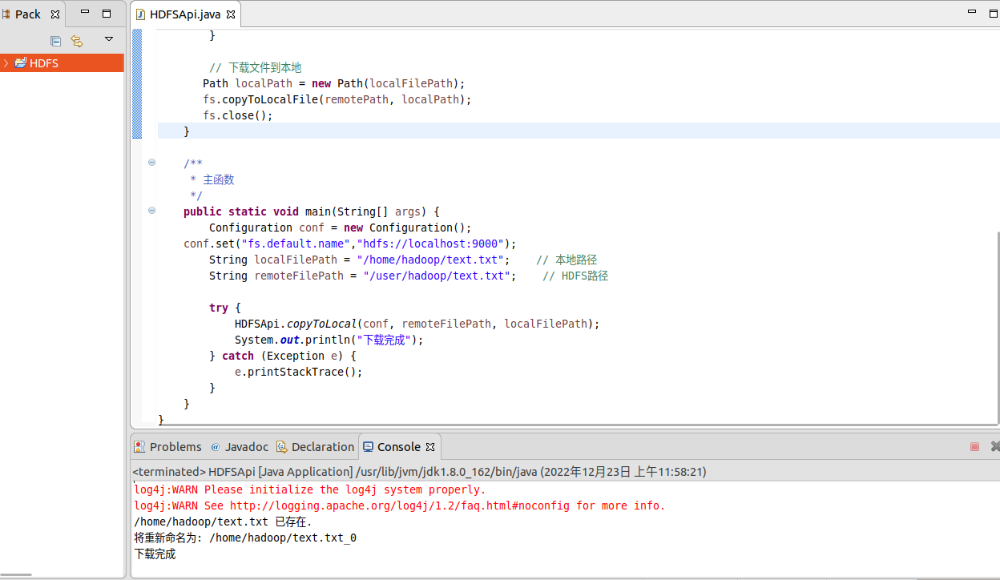 Pack
HDFSApi.java
HDFS
}
// 下载文件到本地
Path localPath = new Path(localFilePath);
fs.copyToLocalFile(remotePath, localPath);
fs.close();
}
/**
* 主函数
*/
public static void main(String[] args) {
Configuration conf = new Configuration();
conf.set("fs.default.name","hdfs://localhost:9000");
String localFilePath = "/home/hadoop/text.txt"; // 本地路径
String remoteFilePath = "/user/hadoop/text.txt"; // HDFS路径
try {
HDFSApi.copyToLocal(conf, remoteFilePath, localFilePath);
System.out.println("下载完成");
} catch (Exception e) {
e.printStackTrace();
}
}
}
Problems @ Javadoc Declaration Console
<terminated> HDFSApi [Java Application] /usr/lib/jvm/jdk1.8.0_162/bin/java (2022年12月23日 上午11:58:21)
log4j:WARN Please initialize the log4j system properly.
log4j:WARN See http://logging.apache.org/log4j/1.2/faq.html#noconfig for more info.
/home/hadoop/text.txt 已存在.
将重新命名为: /home/hadoop/text.txt_0
下载完成